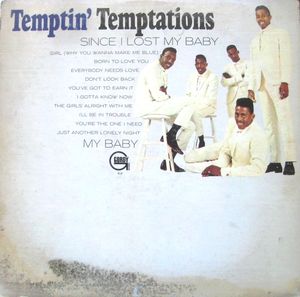 Temptin' Temptations
SINCE I LOST MY BABY
GIRL (WHY YOU WANNA MAKE ME BLUE)
BORN TO LOVE YOU
EVERYBODY NEEDS LOVE
DON'T LOOK BACK
YOU'VE GOT TO EARN IT
I GOTTA KNOW NOW
THE GIRL'S ALRIGHT WITH ME
I'LL BE IN TROUBLE
YOU'RE THE ONE I NEED
JUST ANOTHER LONELY NIGHT
MY BABY
GORDY